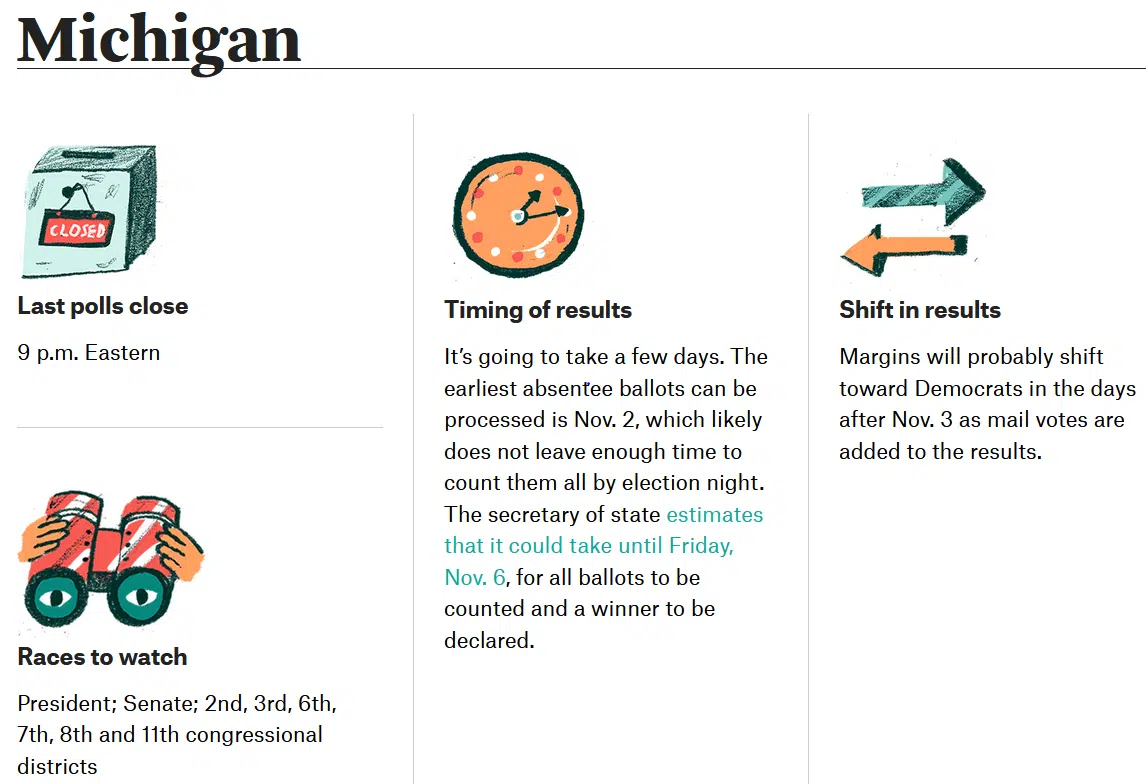 Michigan
CLOSED
Last polls close
9 p.m. Eastern
Races to watch
President; Senate; 2nd, 3rd, 6th,
7th, 8th and 11th congressional
districts
Timing of results
It’s going to take a few days. The
earliest absentee ballots can be
processed is Nov. 2, which likely
does not leave enough time to
count them all by election night.
The secretary of state estimates
that it could take until Friday,
Nov. 6, for all ballots to be
counted and a winner to be
declared.
Shift in results
Margins will probably shift
toward Democrats in the days
after Nov. 3 as mail votes are
added to the results.